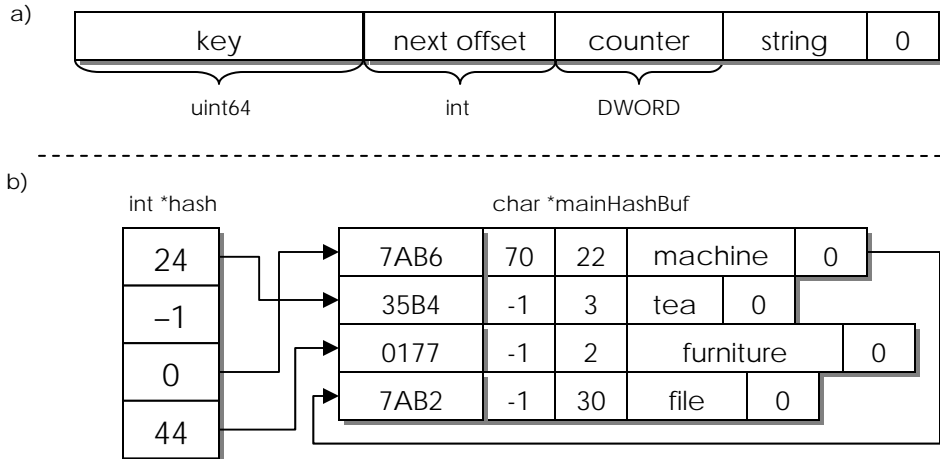 a)
key next offset counter string 0
uint64 int DWORD
b)
int *hash char *mainHashBuf
24 7AB6 70 22 machine 0
–1 35B4 -1 3 tea 0
0 0177 -1 2 furniture 0
44 7AB2 -1 30 file 0